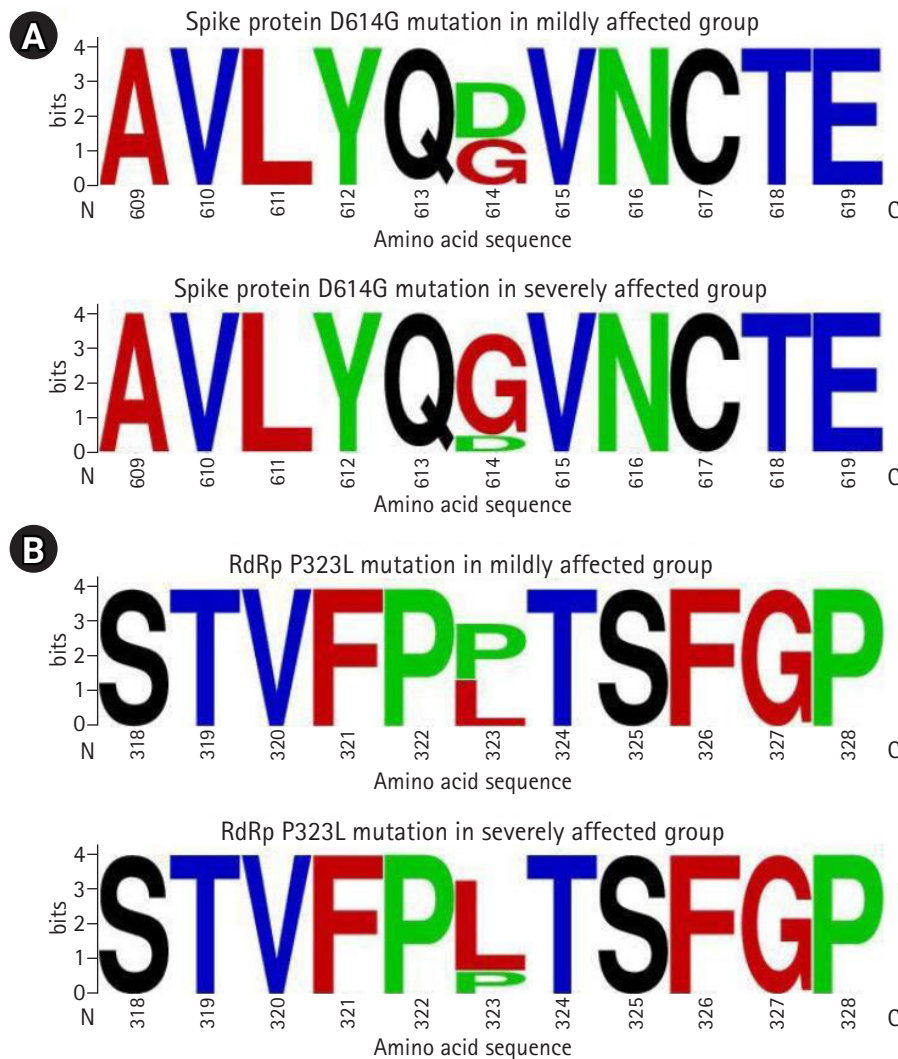 A
Spike protein D614G mutation in mildly affected group
4
3
2
1
0
bits
AVLYQDVNCTE
G
N 609 610 611 612 613 614 615 616 617 618 619 C
Amino acid sequence
Spike protein D614G mutation in severely affected group
4
3
2
1
0
bits
AVLYQGVNCTE
D
N 609 610 611 612 613 614 615 616 617 618 619 C
Amino acid sequence
B
RdRp P323L mutation in mildly affected group
4
3
2
1
0
bits
STVFPPTSFGP
L
N 318 319 320 321 322 323 324 325 326 327 328 C
Amino acid sequence
RdRp P323L mutation in severely affected group
4
3
2
1
0
bits
STVFPLTSFGP
P
N 318 319 320 321 322 323 324 325 326 327 328 C
Amino acid sequence